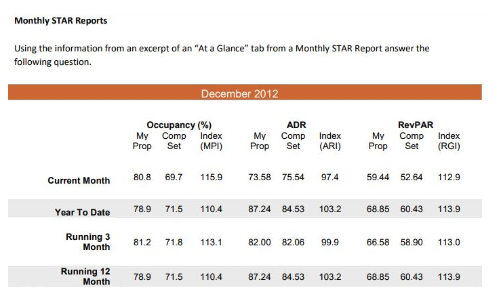 Monthly STAR Reports
Using the information from an excerpt of an "At a Glance" tab from a Monthly STAR Report answer the
following question.
December 2012
Occupancy (%) ADR RevPAR
My Comp Index My Comp Index My Comp Index
Prop Set (MPI) Prop Set (ARI) Prop Set (RGI)
Current Month 80.8 69.7 115.9 73.58 75.54 97.4 59.44 52.64 112.9
Year To Date 78.9 71.5 110.4 87.24 84.53 103.2 68.85 60.43 113.9
Running 3
Month 81.2 71.8 113.1 82.00 82.06 99.9 66.58 58.90 113.0
Running 12
Month 78.9 71.5 110.4 87.24 84.53 103.2 68.85 60.43 113.9